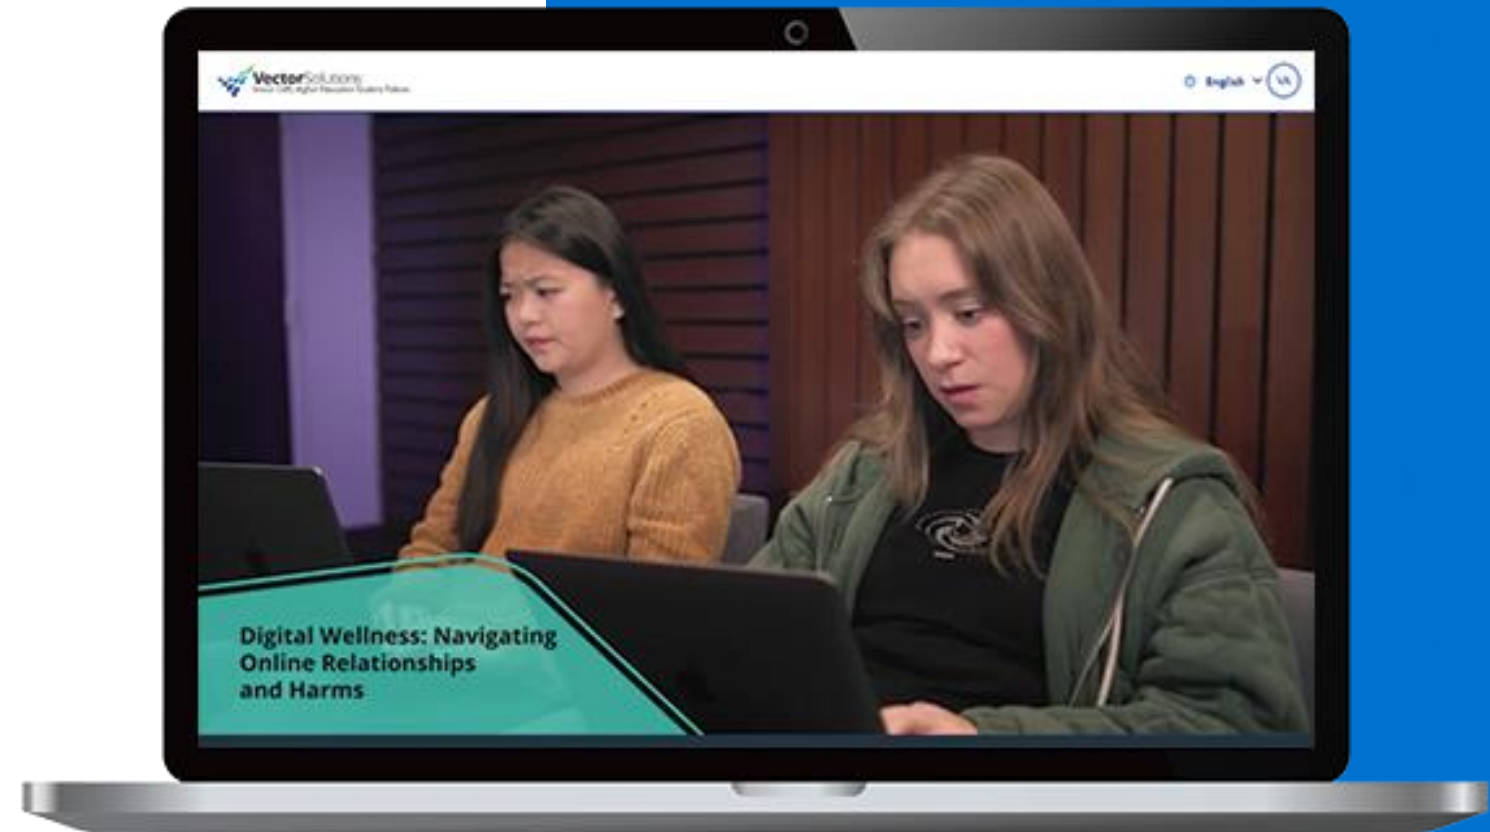 VectorSolutions
English
VA
Digital Wellness: Navigating
Online Relationships
and Harms